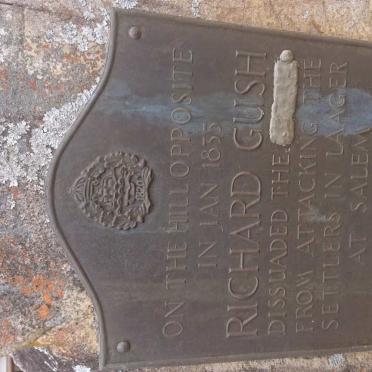 ON THE HILL OPPOSITE
IN JAN 1835
RICHARD GUSH
DISSUADED THE
FROM ATTACKING THE
SETTLERS IN LAAGER
AT SALEM